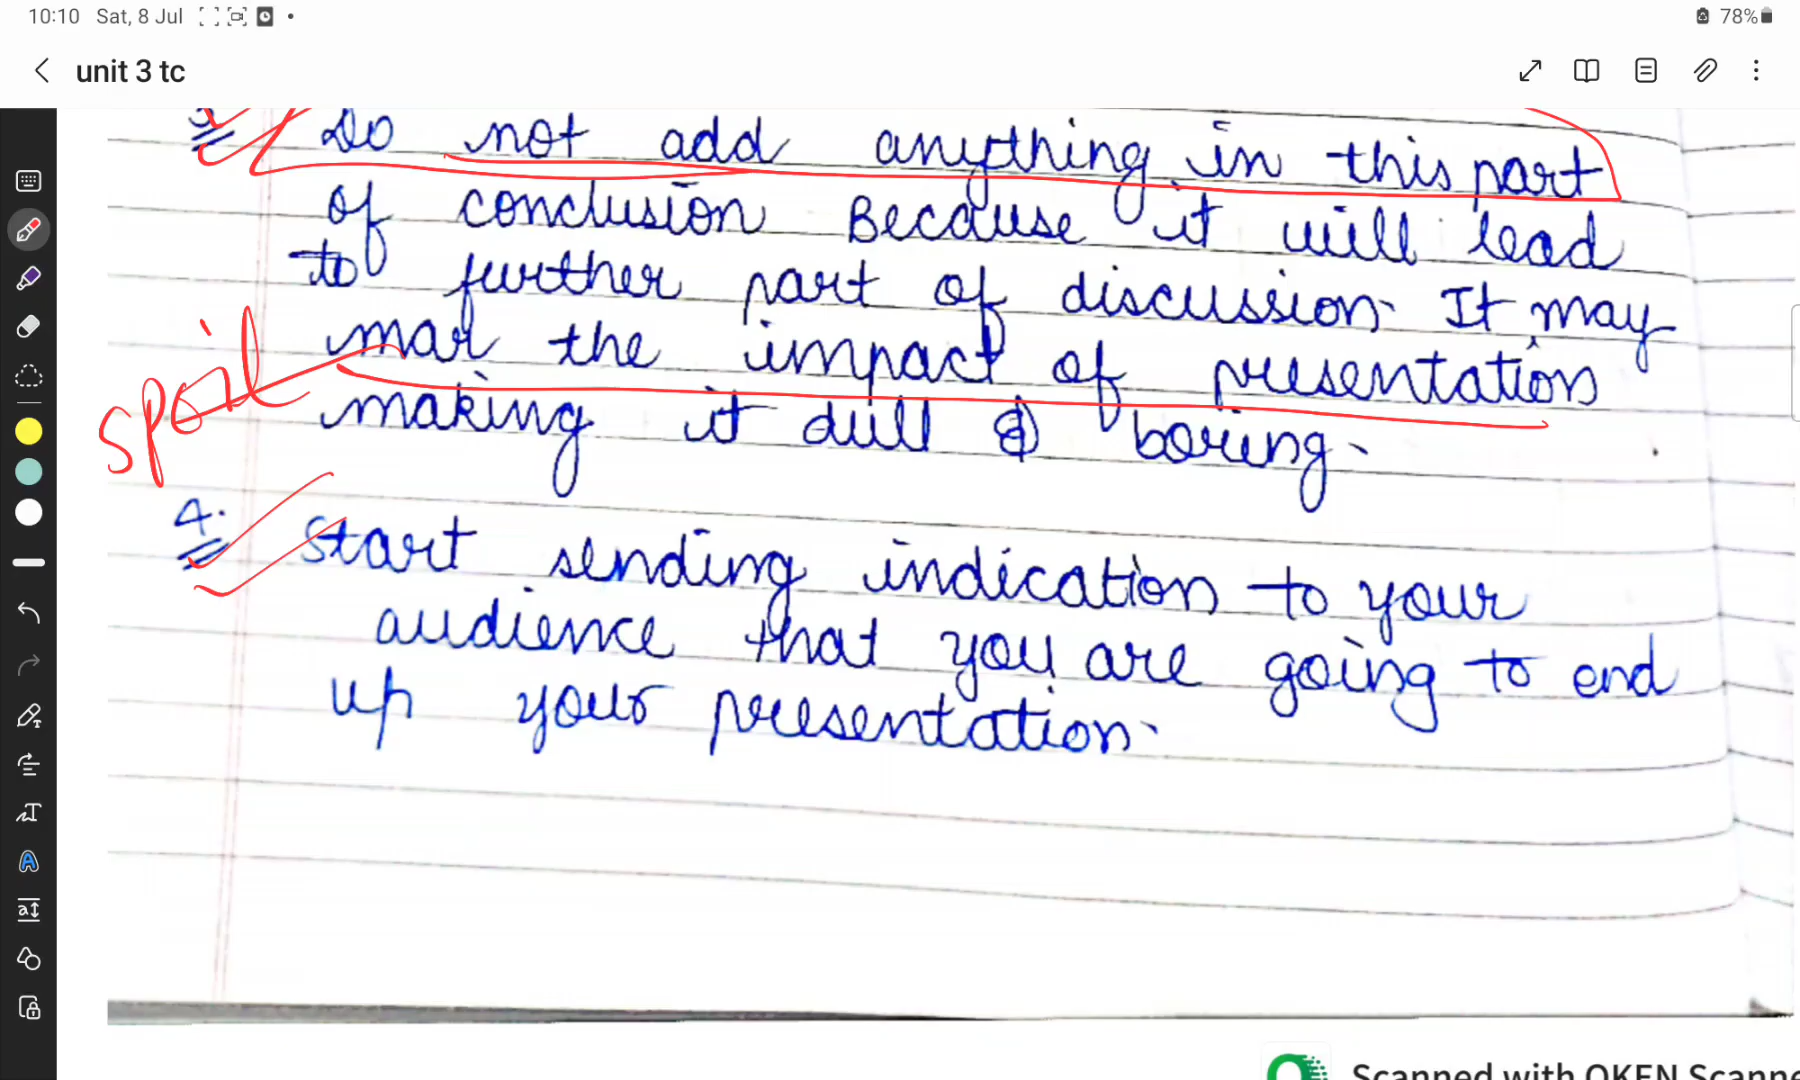 10:10 Sat, 8 Jul
78%
unit 3 tc
3.
Do not add anything in this part
of conclusion Because it will lead
to further part of discussion. It may
mar the impact of presentation
spoil
making it dull & boring.
4. Start sending indication to your
audience that you are going to end
up your presentation.
Scanned with OKEN Scanne